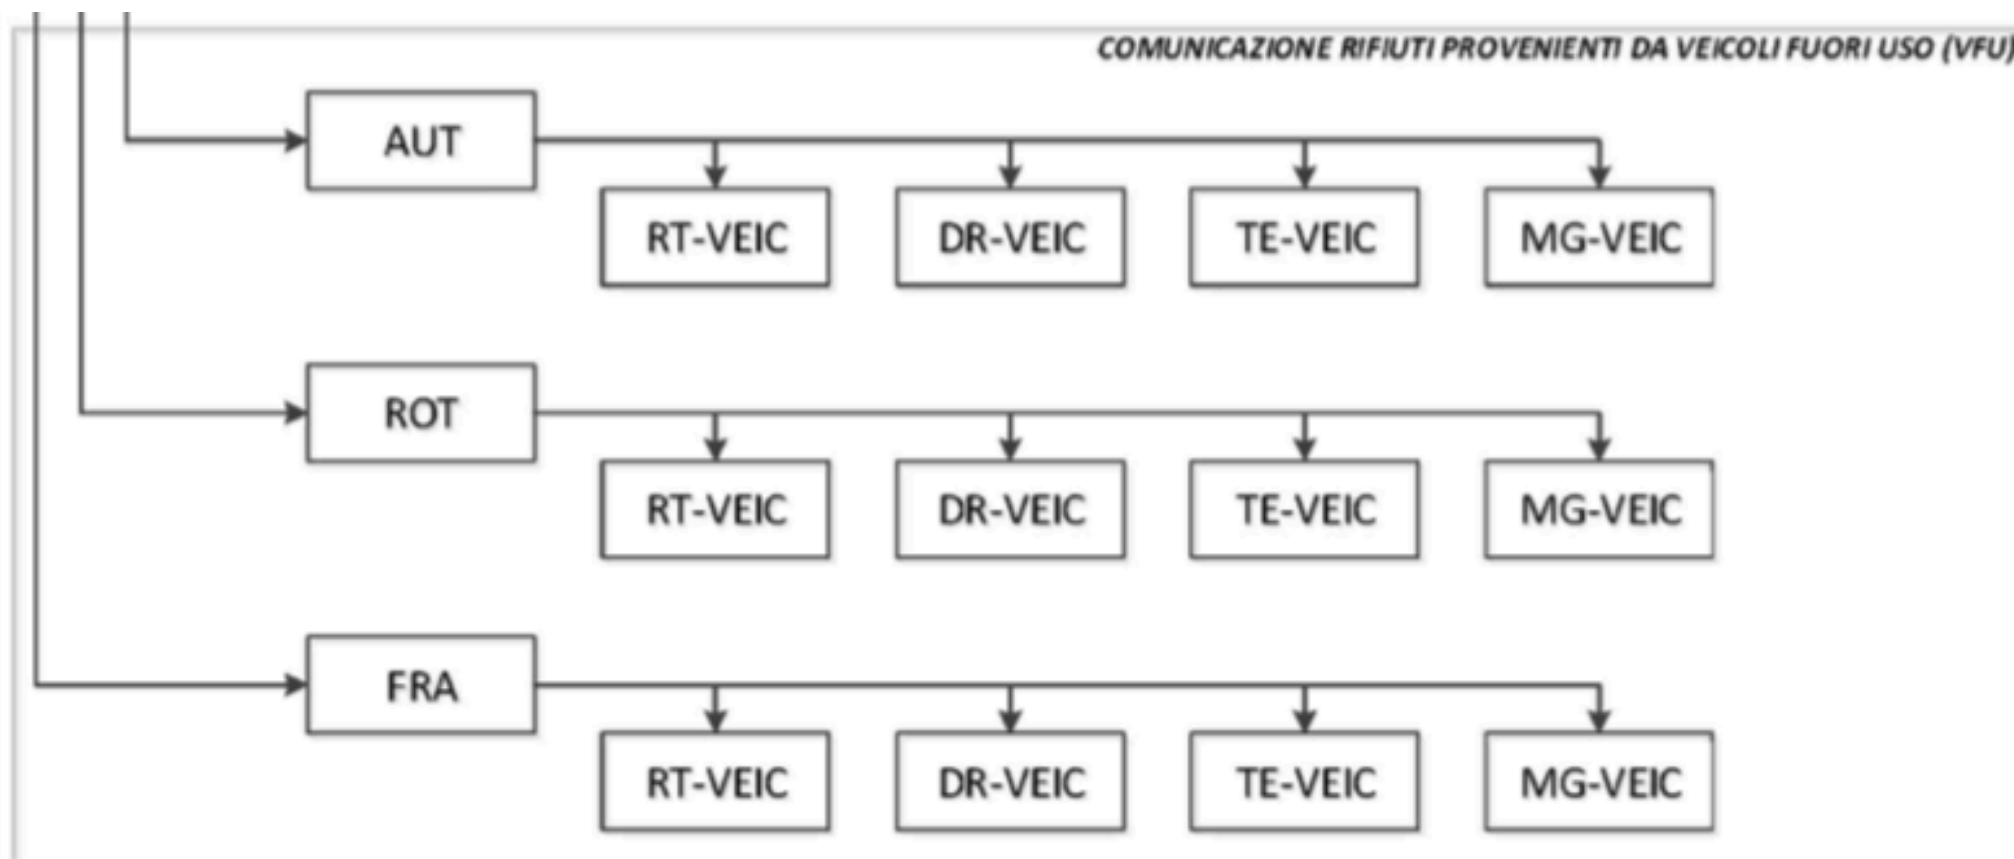 COMUNICAZIONE RIFIUTI PROVENIENTI DA VEICOLI FUORI USO (VFU)
AUT
RT-VEIC DR-VEIC TE-VEIC MG-VEIC
ROT
RT-VEIC DR-VEIC TE-VEIC MG-VEIC
FRA
RT-VEIC DR-VEIC TE-VEIC MG-VEIC